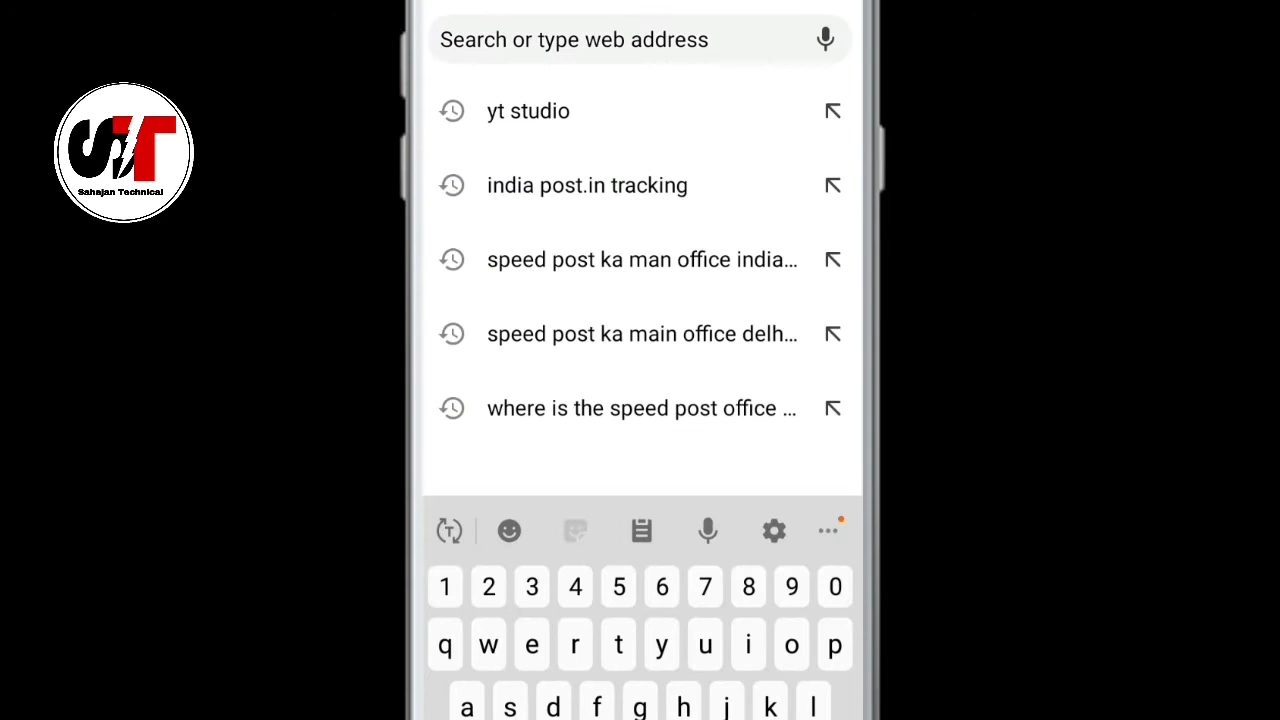 Search or type web address
yt studio
india post.in tracking
speed post ka man office india...
speed post ka main office delh...
where is the speed post office ...
ST
Sahajan Technical
T
1 2 3 4 5 6 7 8 9 0
q w e r t y u i o p
a s d f g h j k l